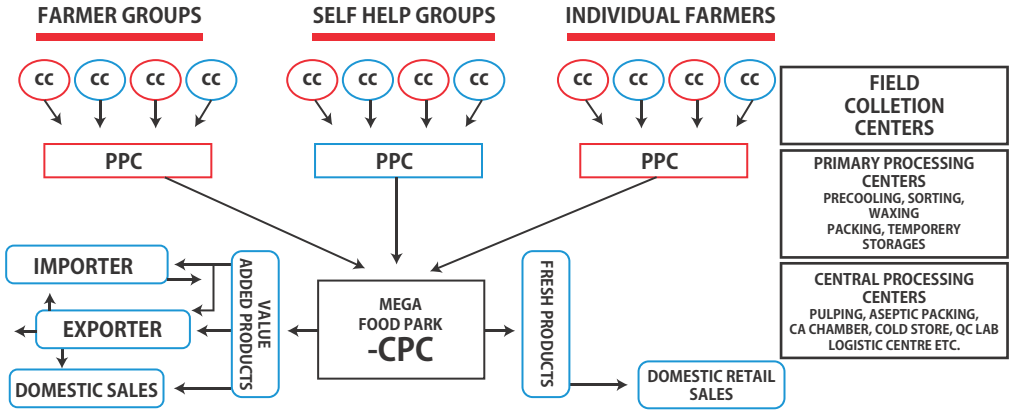 FARMER GROUPS
SELF HELP GROUPS
INDIVIDUAL FARMERS
cc cc cc cc
cc cc cc cc
cc cc cc cc
PPC
PPC
PPC
FIELD
COLLETION
CENTERS
PRIMARY PROCESSING
CENTERS
PRECOOLING, SORTING,
WAXING
PACKING, TEMPORERY
STORAGES
CENTRAL PROCESSING
CENTERS
PULPING, ASEPTIC PACKING,
CA CHAMBER, COLD STORE, QC LAB
LOGISTIC CENTRE ETC.
IMPORTER
EXPORTER
DOMESTIC SALES
VALUE
ADDED PRODUCTS
MEGA
FOOD PARK
-CPC
FRESH PRODUCTS
DOMESTIC RETAIL
SALES